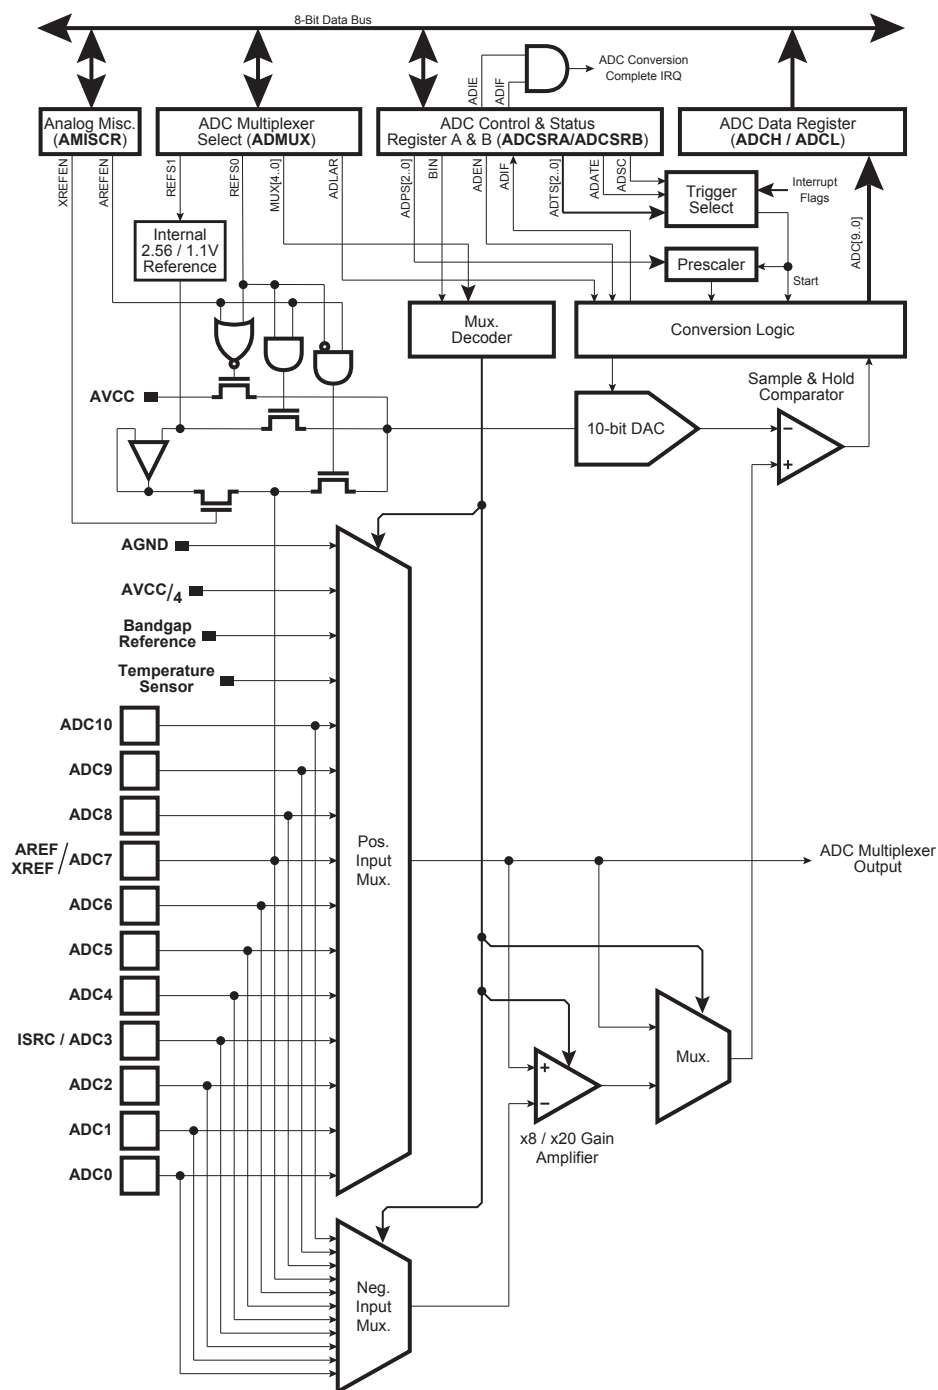 8-Bit Data Bus
ADIE
ADIF
ADC Conversion
Complete IRQ
Analog Misc.
(AMISCR)
ADC Multiplexer
Select (ADMUX)
ADC Control & Status
Register A & B (ADCSRA/ADCSRB)
ADC Data Register
(ADCH / ADCL)
XREFEN
AREFEN
REFS1
REFS0
MUX[4..0]
ADLAR
ADPS[2..0]
BIN
ADEN
ADIF
ADTS[2..0]
ADATE
ADSC
Trigger
Select
Interrupt
Flags
ADC[9..0]
Internal
2.56 / 1.1V
Reference
Prescaler
Start
Mux.
Decoder
Conversion Logic
Sample & Hold
Comparator
AVCC
10-bit DAC
−
+
AGND
AVCC/4
Bandgap
Reference
Temperature
Sensor
ADC10
ADC9
ADC8
AREF
XREF / ADC7
ADC6
ADC5
ADC4
ISRC / ADC3
ADC2
ADC1
ADC0
Pos.
Input
Mux.
ADC Multiplexer
Output
+
−
Mux.
x8 / x20 Gain
Amplifier
Neg.
Input
Mux.